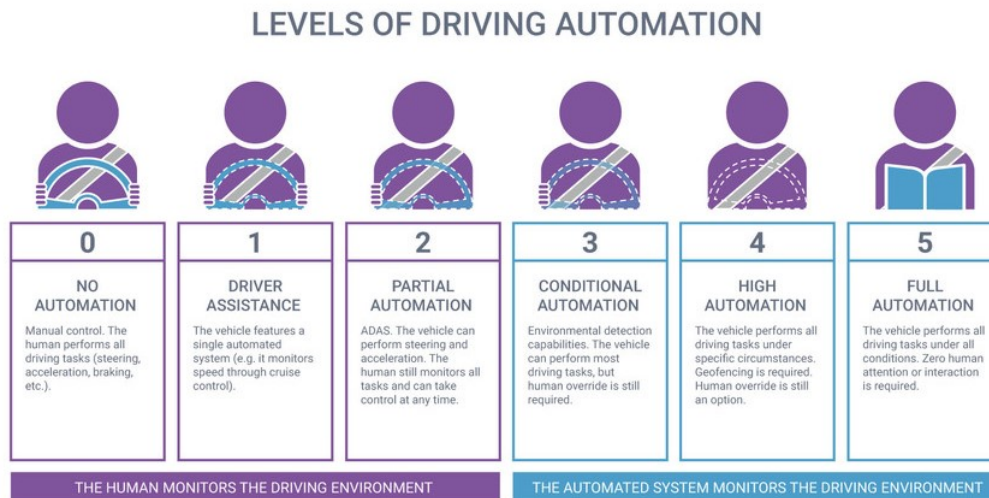 LEVELS OF DRIVING AUTOMATION
0
NO
AUTOMATION
Manual control. The
human performs all
driving tasks (steering,
acceleration, braking,
etc.).
1
DRIVER
ASSISTANCE
The vehicle features a
single automated
system (e.g. it monitors
speed through cruise
control).
2
PARTIAL
AUTOMATION
ADAS. The vehicle can
perform steering and
acceleration. The
human still monitors all
tasks and can take
control at any time.
3
CONDITIONAL
AUTOMATION
Environmental detection
capabilities. The vehicle
can perform most
driving tasks, but
human override is still
required.
4
HIGH
AUTOMATION
The vehicle performs all
driving tasks under
specific circumstances.
Geofencing is required.
Human override is still
an option.
5
FULL
AUTOMATION
The vehicle performs all
driving tasks under all
conditions. Zero human
attention or interaction
is required.
THE HUMAN MONITORS THE DRIVING ENVIRONMENT
THE AUTOMATED SYSTEM MONITORS THE DRIVING ENVIRONMENT